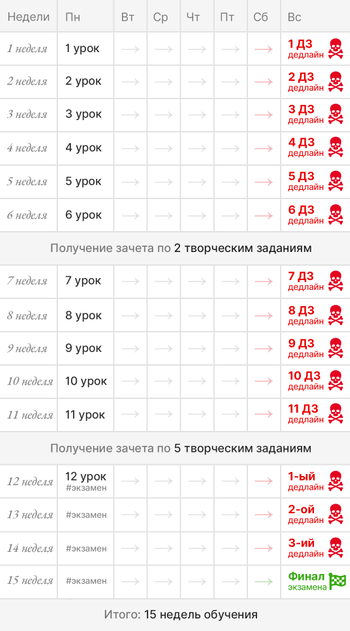 Недели Пн Вт Ср Чт Пт Сб Вс
1 неделя 1 урок 1 ДЗ
дедлайн
2 неделя 2 урок 2 ДЗ
дедлайн
3 неделя 3 урок 3 ДЗ
дедлайн
4 неделя 4 урок 4 ДЗ
дедлайн
5 неделя 5 урок 5 ДЗ
дедлайн
6 неделя 6 урок 6 ДЗ
дедлайн
Получение зачета по 2 творческим заданиям
7 неделя 7 урок 7 ДЗ
дедлайн
8 неделя 8 урок 8 ДЗ
дедлайн
9 неделя 9 урок 9 ДЗ
дедлайн
10 неделя 10 урок 10 ДЗ
дедлайн
11 неделя 11 урок 11 ДЗ
дедлайн
Получение зачета по 5 творческим заданиям
12 неделя 12 урок 1-ый
#экзамен дедлайн
13 неделя #экзамен 2-ой
дедлайн
14 неделя #экзамен 3-ий
дедлайн
15 неделя #экзамен Финал
экзамена
Итого: 15 недель обучения